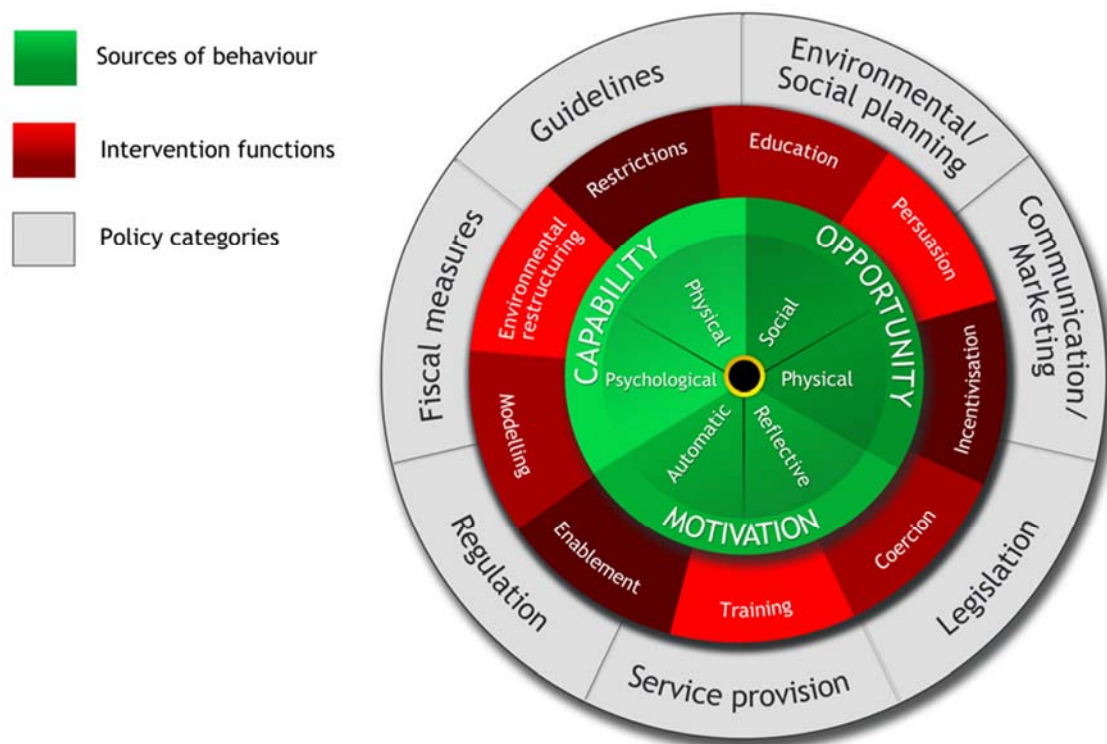 Sources of behaviour
Intervention functions
Policy categories
Guidelines
Environmental/
Social planning
Communication/
Marketing
Legislation
Service provision
Regulation
Fiscal measures
Restrictions
Education
Persuasion
Incentivisation
Coercion
Training
Enablement
Modelling
Environmental
restructuring
CAPABILITY
OPPORTUNITY
MOTIVATION
Physical
Social
Physical
Reflective
Automatic
Psychological